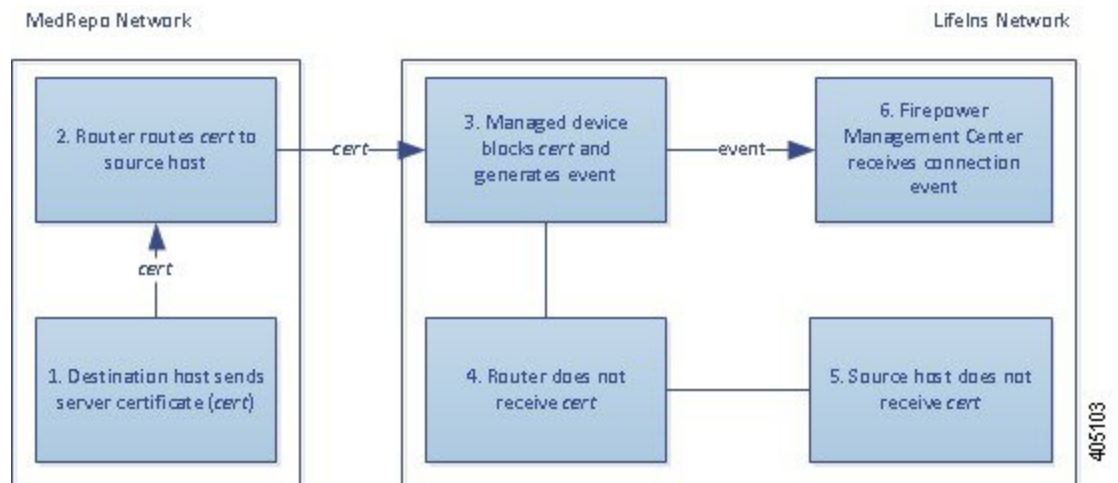 MedRepo Network
LifeIns Network
2. Router routes cert to
source host
cert
3. Managed device
blocks cert and
generates event
event
6. Firepower
Management Center
receives connection
event
cert
1. Destination host sends
server certificate (cert)
4. Router does not
receive cert
5. Source host does not
receive cert
405103